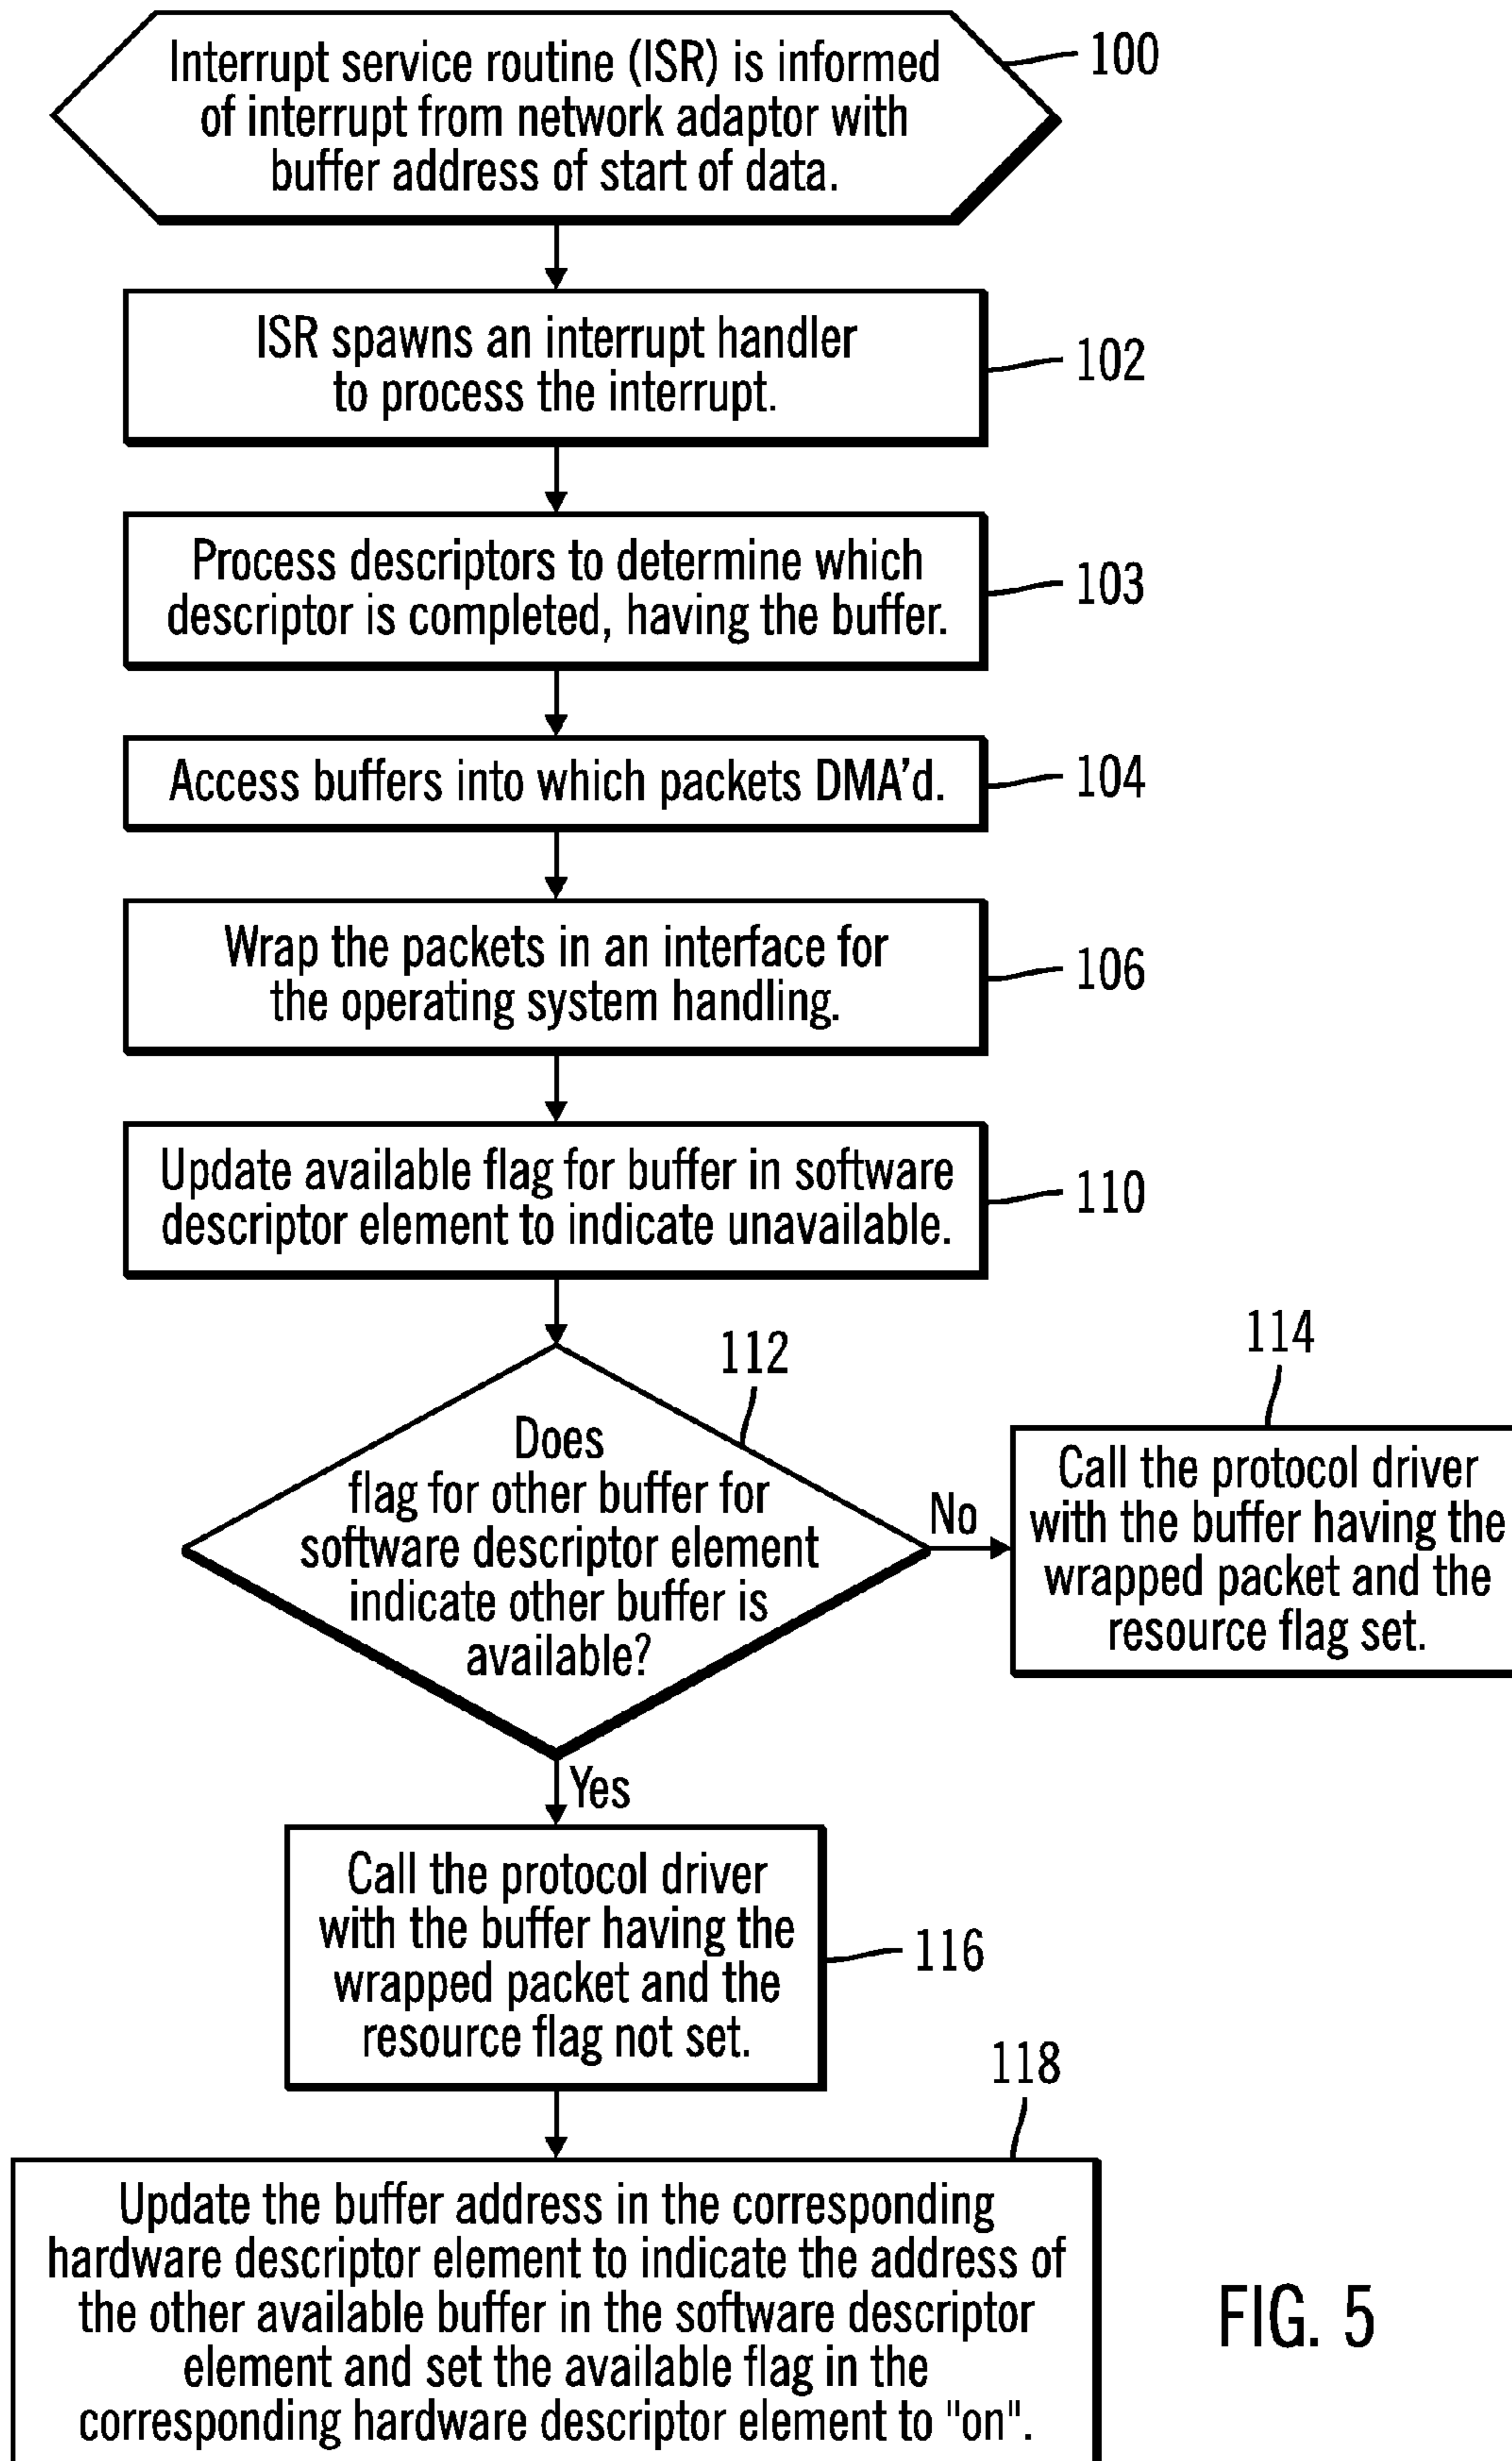 Interrupt service routine (ISR) is informed
of interrupt from network adaptor with
buffer address of start of data.
100
ISR spawns an interrupt handler
to process the interrupt.
102
Process descriptors to determine which
descriptor is completed, having the buffer.
103
Access buffers into which packets DMA'd.
104
Wrap the packets in an interface for
the operating system handling.
106
Update available flag for buffer in software
descriptor element to indicate unavailable.
110
112
Does
flag for other buffer for
software descriptor element
indicate other buffer is
available?
No
114
Call the protocol driver
with the buffer having the
wrapped packet and the
resource flag set.
Yes
Call the protocol driver
with the buffer having the
wrapped packet and the
resource flag not set.
116
118
Update the buffer address in the corresponding
hardware descriptor element to indicate the address of
the other available buffer in the software descriptor
element and set the available flag in the
corresponding hardware descriptor element to "on".
FIG. 5